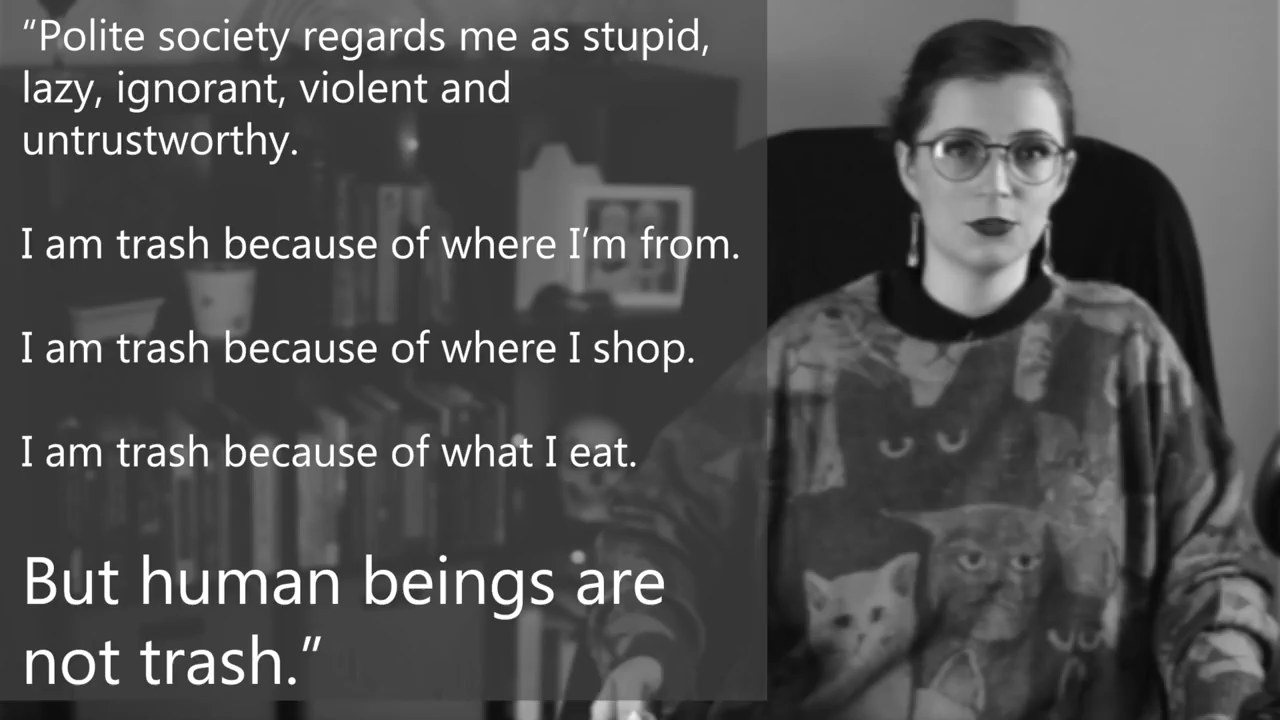 “Polite society regards me as stupid,
lazy, ignorant, violent and
untrustworthy.
I am trash because of where I’m from.
I am trash because of where I shop.
I am trash because of what I eat.
But human beings are
not trash.”